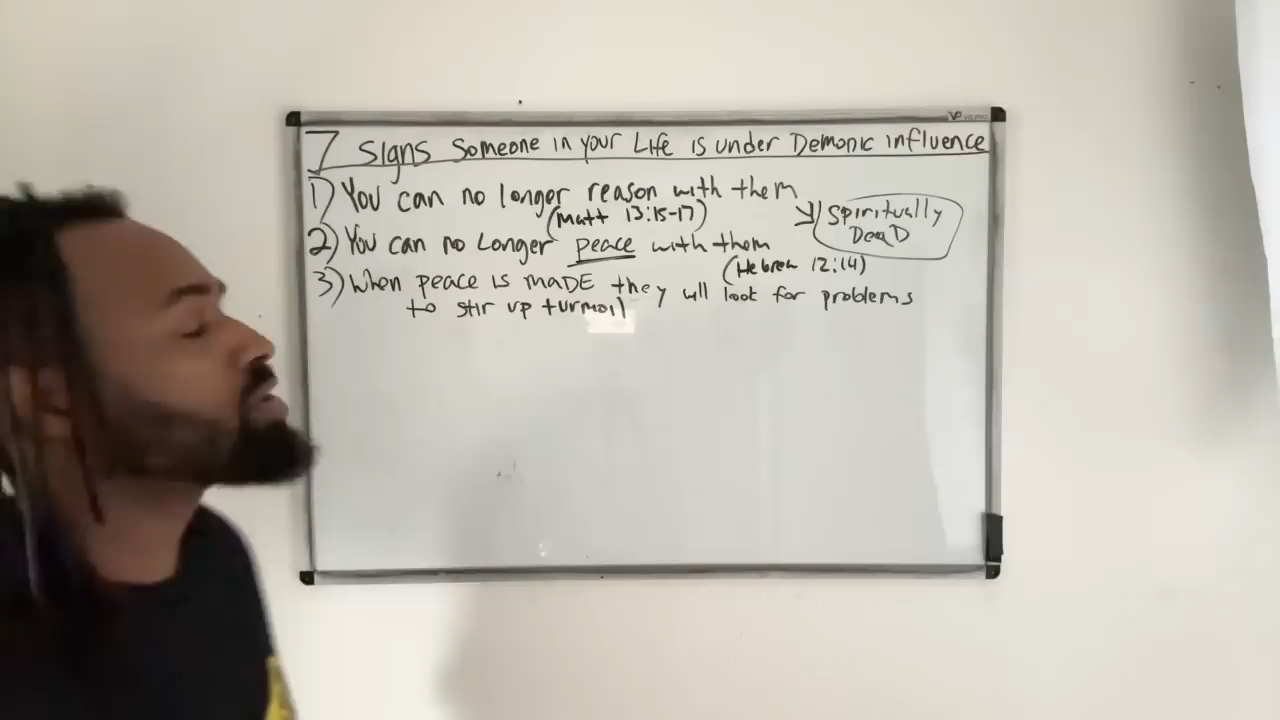 7 Signs Someone in your Life is under Demonic influence
1) You can no longer reason with them
(Matt 13:15-17)
Spiritually
DeaD
2) You can no Longer peace with them
(Hebrew 12:14)
3) When peace is maDE they will look for problems
to stir up turmoil